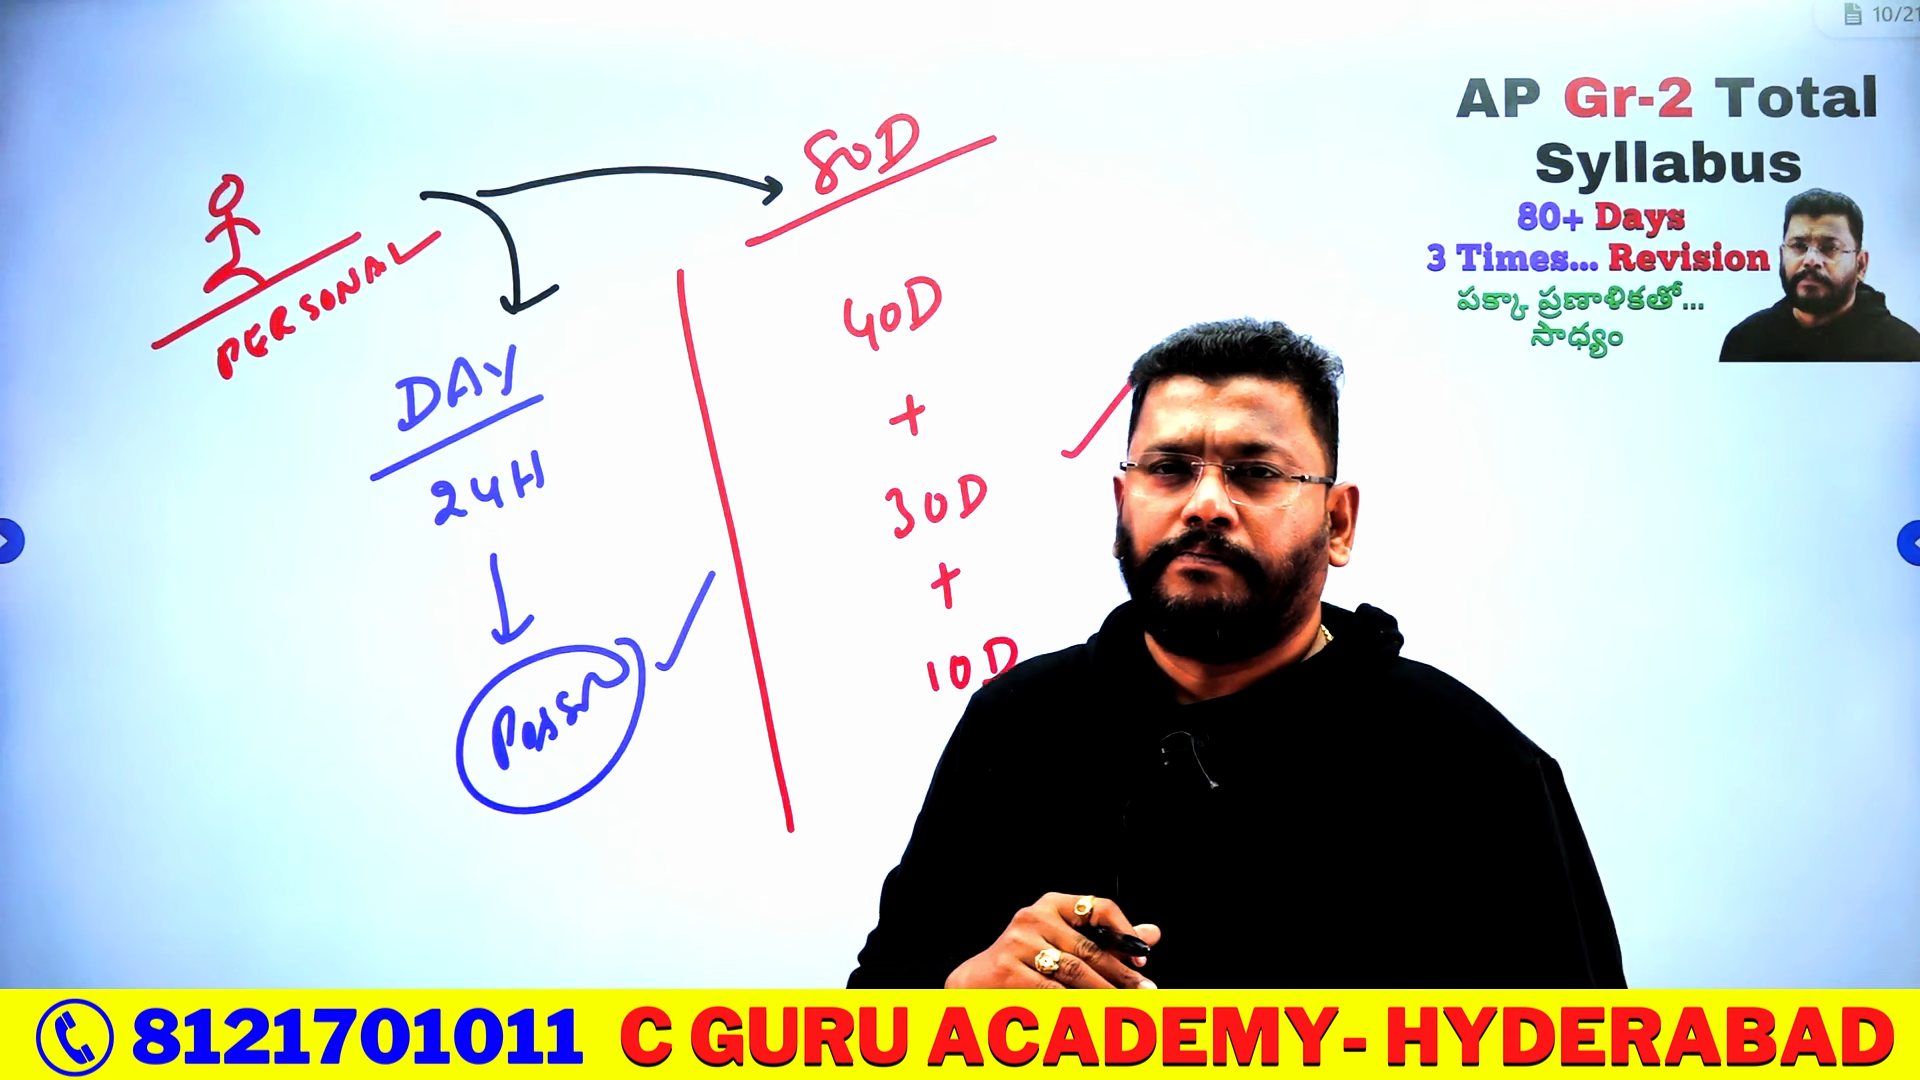 10/21
AP Gr-2 Total
Syllabus
80+ Days
3 Times... Revision
పక్కా ప్రణాళికతో...
సాధ్యం
PERSONAL
80D
DAY
24H
40D
+
30D
+
10D
8121701011 C GURU ACADEMY- HYDERABAD